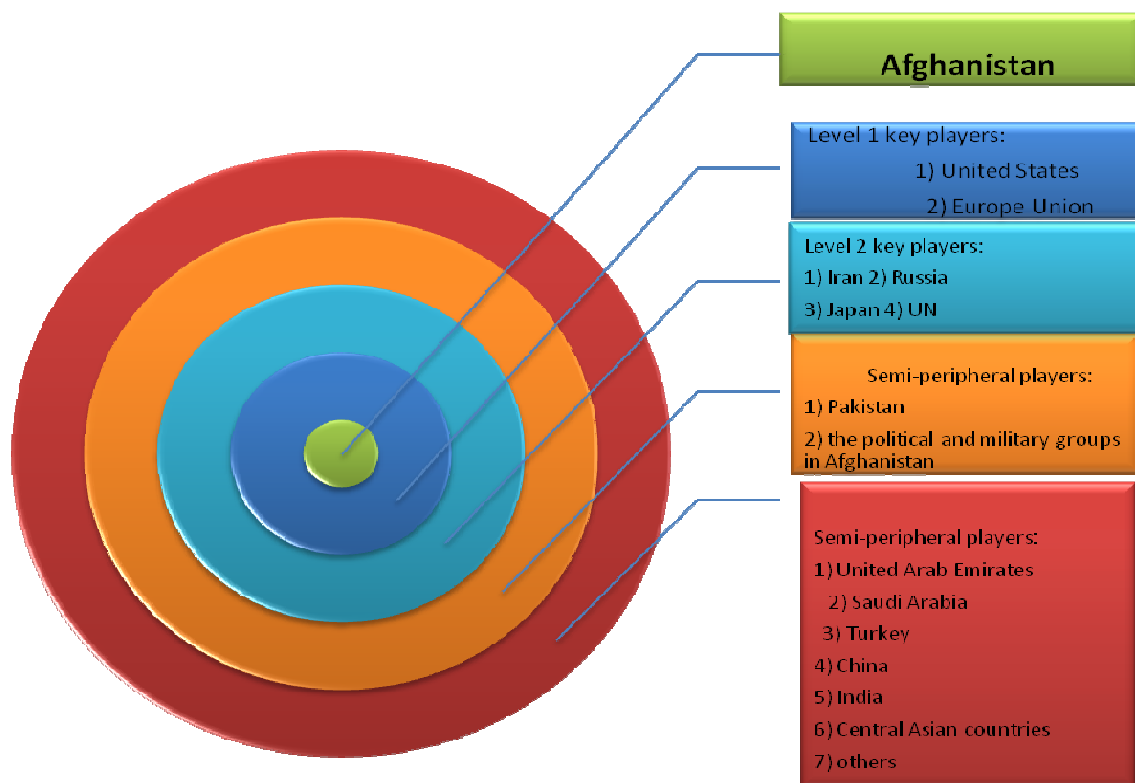 Afghanistan
Level 1 key players:
1) United States
2) Europe Union
Level 2 key players:
1) Iran 2) Russia
3) Japan 4) UN
Semi-peripheral players:
1) Pakistan
2) the political and military groups
in Afghanistan
Semi-peripheral players:
1) United Arab Emirates
2) Saudi Arabia
3) Turkey
4) China
5) India
6) Central Asian countries
7) others